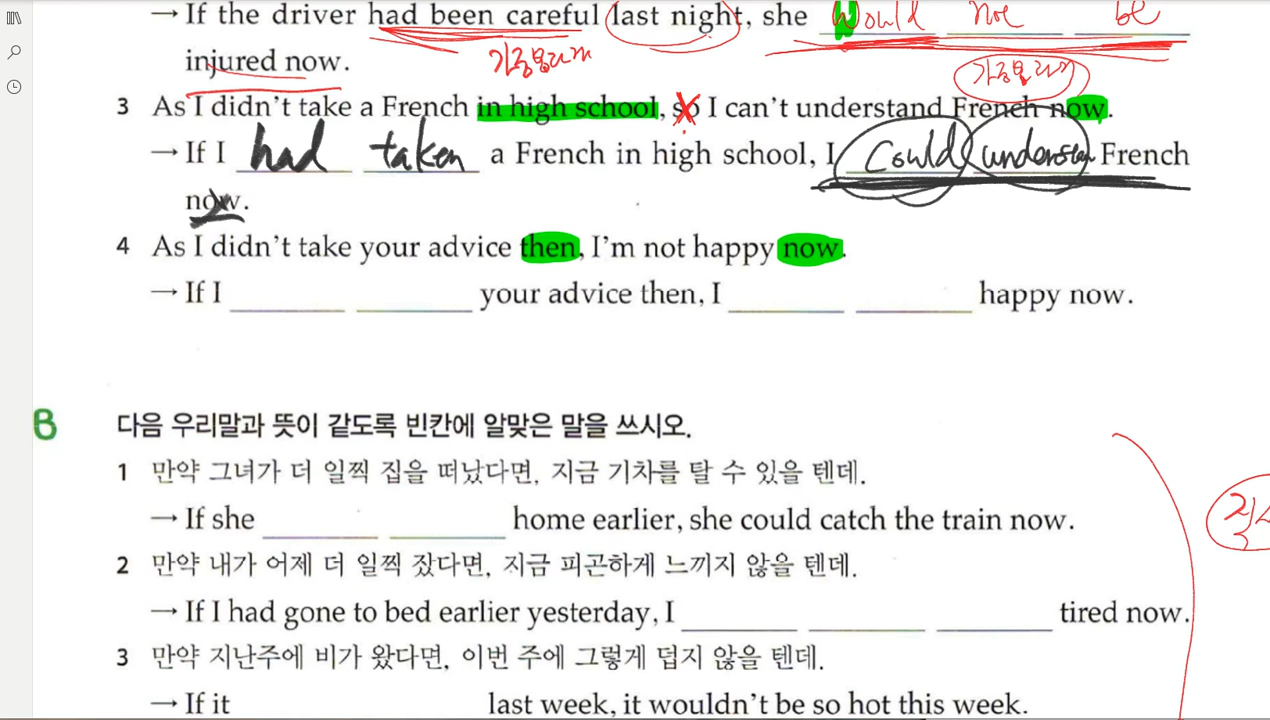 → If the driver had been careful last night, she would not be
가정법과거
injured now.
가정법과거
3 As I didn't take a French in high school, so I can't understand French now.
→ If I had taken a French in high school, I could understan French
now.
4 As I didn't take your advice then, I'm not happy now.
→ If I ____ ____ your advice then, I ____ ____ happy now.
B 다음 우리말과 뜻이 같도록 빈칸에 알맞은 말을 쓰시오.
1 만약 그녀가 더 일찍 집을 떠났다면, 지금 기차를 탈 수 있을 텐데.
→ If she ____ ____ home earlier, she could catch the train now.
2 만약 내가 어제 더 일찍 잤다면, 지금 피곤하게 느끼지 않을 텐데.
→ If I had gone to bed earlier yesterday, I ____ ____ ____ tired now.
3 만약 지난주에 비가 왔다면, 이번 주에 그렇게 덥지 않을 텐데.
→ If it last week, it wouldn't be so hot this week.